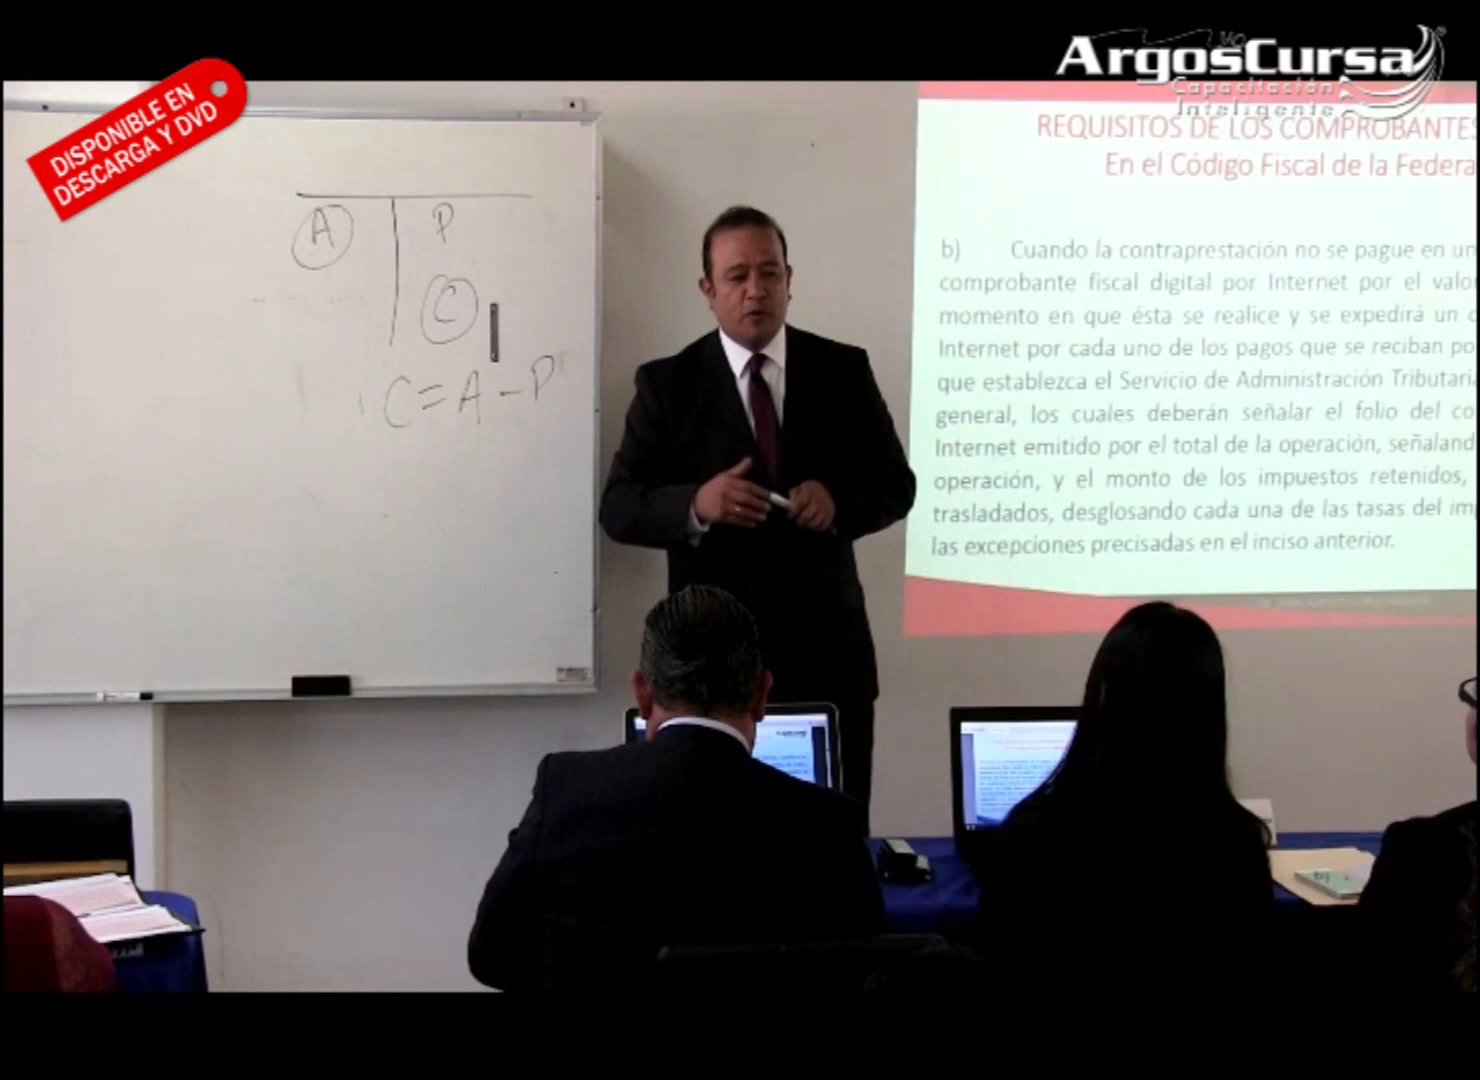 ArgosCursa
Capacitación
Inteligente
DISPONIBLE EN
DESCARGA Y DVD
A
P
C
C=A-P
REQUISITOS DE LOS COMPROBANTES
En el Código Fiscal de la Federa
b) Cuando la contraprestación no se pague en un
comprobante fiscal digital por Internet por el valo
momento en que ésta se realice y se expedirá un c
Internet por cada uno de los pagos que se reciban po
que establezca el Servicio de Administración Tributari
general, los cuales deberán señalar el folio del co
Internet emitido por el total de la operación, señaland
operación, y el monto de los impuestos retenidos,
trasladados, desglosando cada una de las tasas del im
las excepciones precisadas en el inciso anterior.